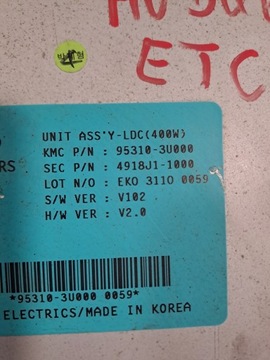 ETC
UNIT ASS'Y-LDC(400W)
KMC P/N : 95310-3U000
RS SEC P/N : 4918J1-1000
LOT N/O : EKO 3110 0059
S/W VER : V102
H/W VER : V2.0
*95310-3U000 0059*
ELECTRICS/MADE IN KOREA